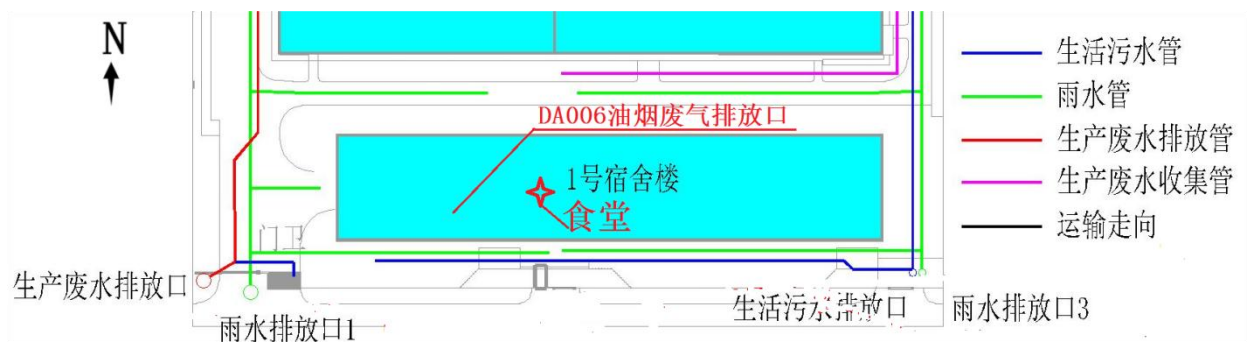 N
生活污水管
雨水管
DA006油烟废气排放口
生产废水排放管
1号宿舍楼
生产废水收集管
食堂
运输走向
门卫
生产废水排放口
生活污水排放口
雨水排放口3
雨水排放口1